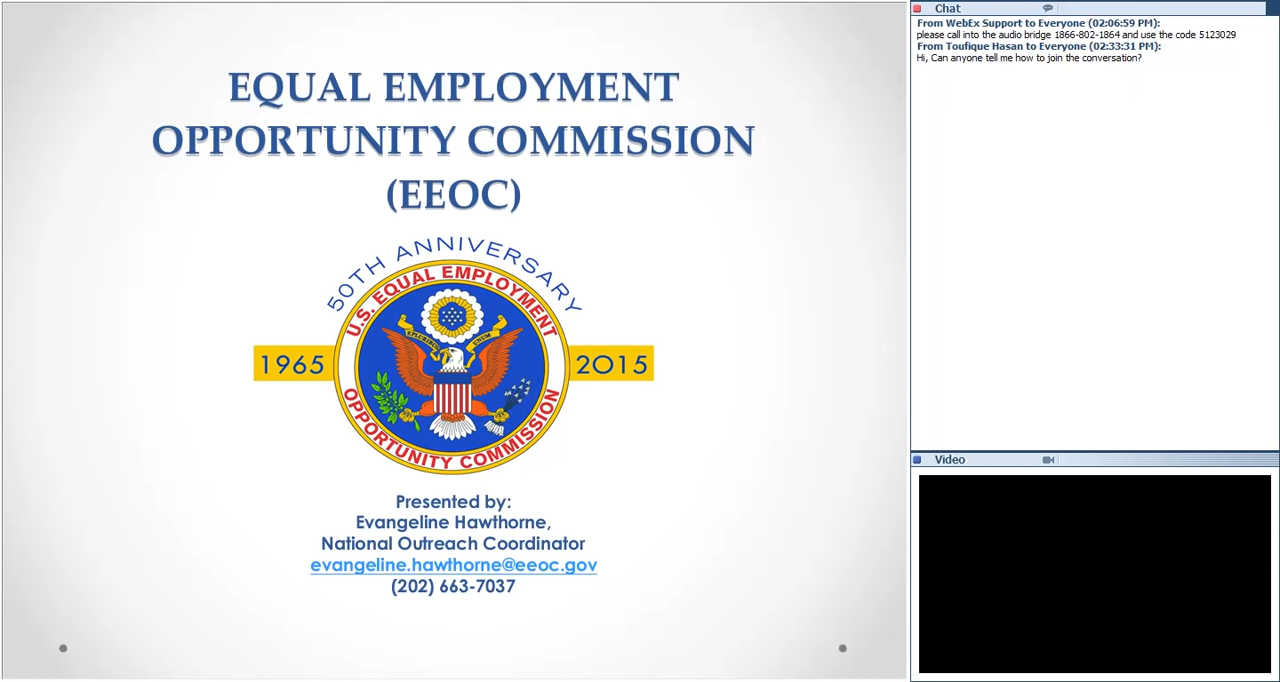 EQUAL EMPLOYMENT
OPPORTUNITY COMMISSION
(EEOC)
50TH ANNIVERSARY
U.S. EQUAL EMPLOYMENT
E PLURIBUS UNUM
1965
2015
OPPORTUNITY COMMISSION
Presented by:
Evangeline Hawthorne,
National Outreach Coordinator
evangeline.hawthorne@eeoc.gov
(202) 663-7037
Chat
From WebEx Support to Everyone (02:06:59 PM):
please call into the audio bridge 1866-802-1864 and use the code 5123029
From Toufique Hasan to Everyone (02:33:31 PM):
Hi, Can anyone tell me how to join the conversation?
Video